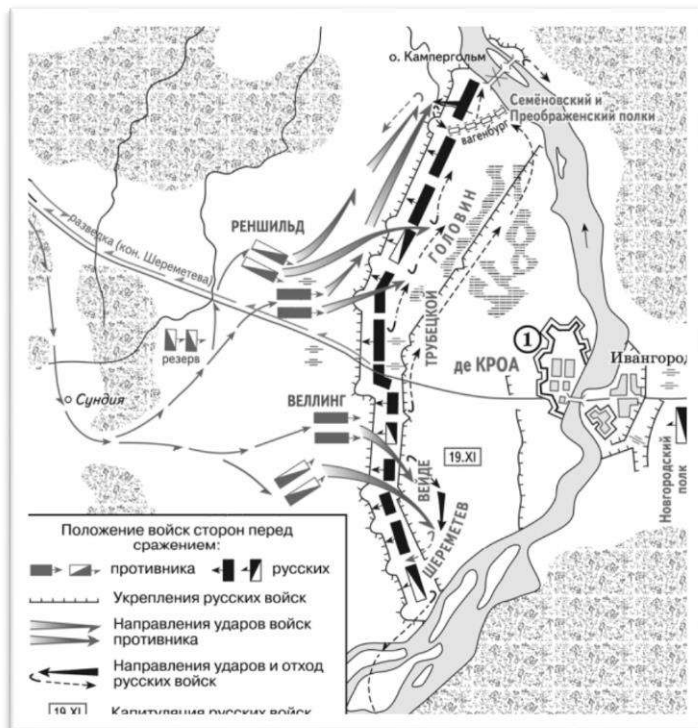 о. Кампергольм
Семёновский и
Преображенский полки
вагенбург
РЕНШИЛЬД
разведка (кон. Шереметева)
ГОЛОВИН
ТРУБЕЦКОЙ
резерв
1
Ивангород
де КРОА
Сундия
ВЕЛЛИНГ
19.XI
ВЕЙДЕ
ШЕРЕМЕТЕВ
Новгородский
полк
Положение войск сторон перед
сражением:
противника
русских
Укрепления русских войск
Направления ударов войск
противника
Направления ударов и отход
русских войск
19.XI Капитуляция русских войск